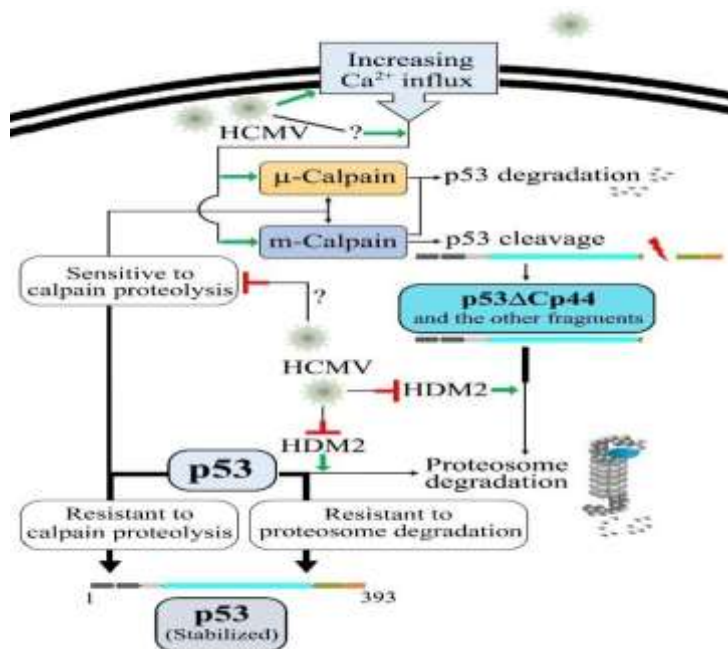 Increasing
Ca²⁺ influx
HCMV
?
μ-Calpain
p53 degradation
m-Calpain
p53 cleavage
Sensitive to
calpain proteolysis
?
p53ΔCp44
and the other fragments
HCMV
HDM2
HDM2
p53
Proteosome
degradation
Resistant to
calpain proteolysis
Resistant to
proteosome degradation
1
393
p53
(Stabilized)